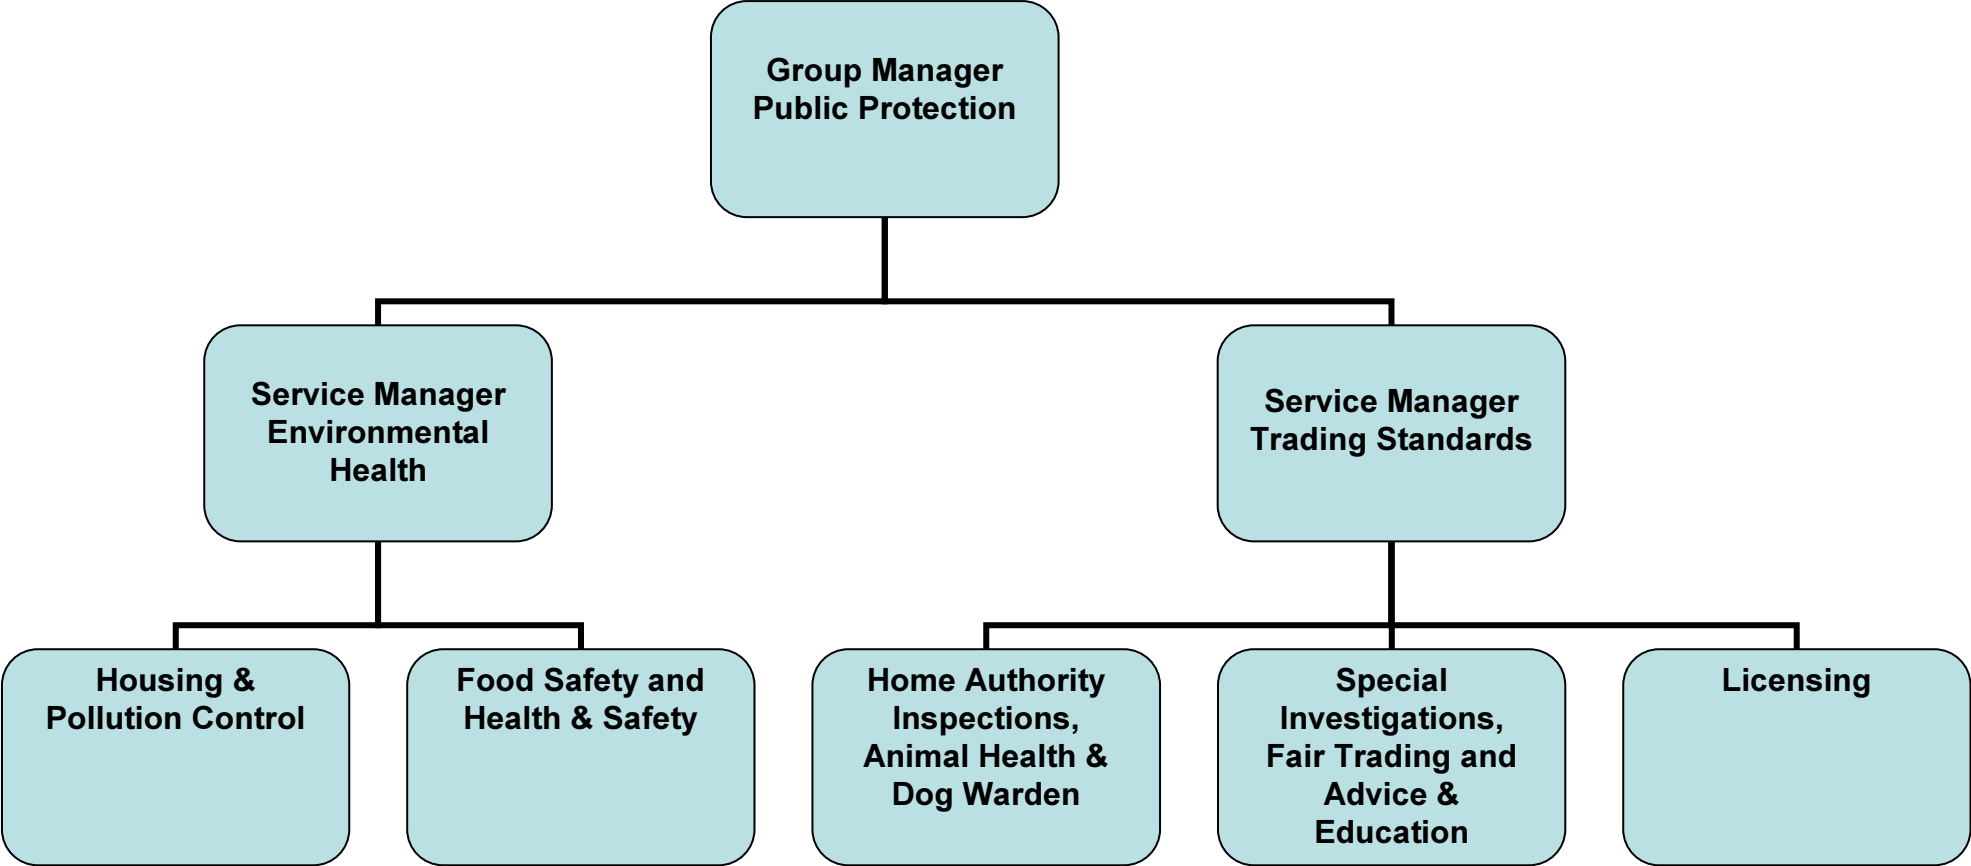 Group Manager
Public Protection
Service Manager
Environmental
Health
Service Manager
Trading Standards
Housing &
Pollution Control
Food Safety and
Health & Safety
Home Authority
Inspections,
Animal Health &
Dog Warden
Special
Investigations,
Fair Trading and
Advice &
Education
Licensing